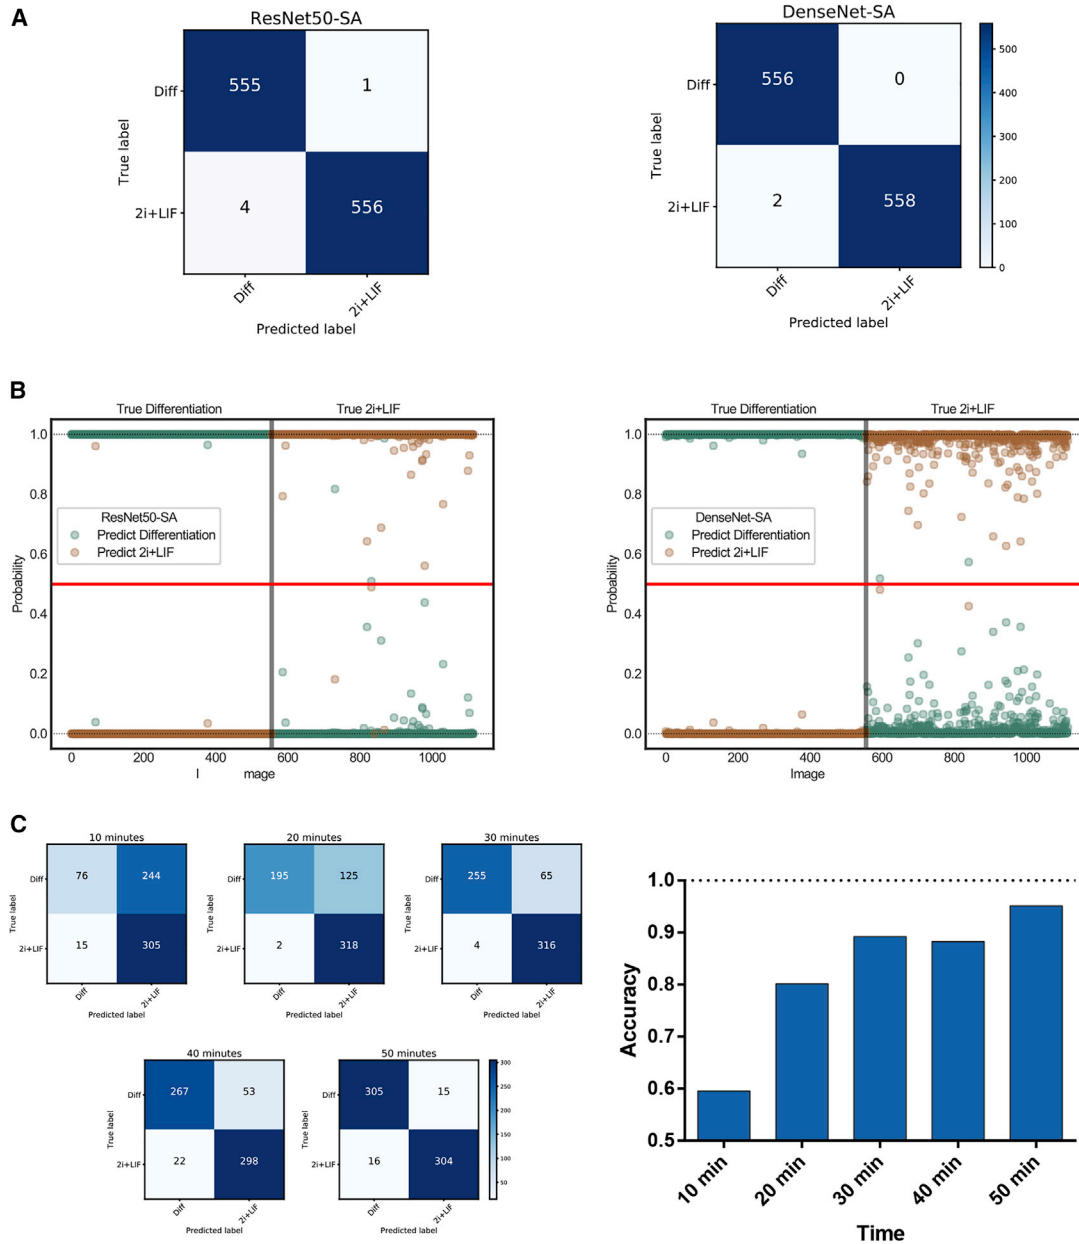 A
ResNet50-SA
DenseNet-SA
Diff
555
1
2i+LIF
4
556
True label
Diff
2i+LIF
Predicted label
Diff
556
0
2i+LIF
2
558
True label
Diff
2i+LIF
Predicted label
500
400
300
200
100
0
B
True Differentiation
True 2i+LIF
1.0
0.8
0.6
0.4
0.2
0.0
Probability
ResNet50-SA
Predict Differentiation
Predict 2i+LIF
0
200
400
600
800
1000
I mage
True Differentiation
True 2i+LIF
1.0
0.8
0.6
0.4
0.2
0.0
Probability
DenseNet-SA
Predict Differentiation
Predict 2i+LIF
0
200
400
600
800
1000
Image
C
10 minutes
Diff
76
244
2i+LIF
15
305
True label
Diff
2i+LIF
Predicted label
20 minutes
Diff
195
125
2i+LIF
2
318
True label
Diff
2i+LIF
Predicted label
30 minutes
Diff
255
65
2i+LIF
4
316
True label
Diff
2i+LIF
Predicted label
40 minutes
Diff
267
53
2i+LIF
22
298
True label
Diff
2i+LIF
Predicted label
50 minutes
Diff
305
15
2i+LIF
16
304
True label
Diff
2i+LIF
Predicted label
300
250
200
150
100
50
1.0
0.9
0.8
0.7
0.6
0.5
Accuracy
10 min
20 min
30 min
40 min
50 min
Time